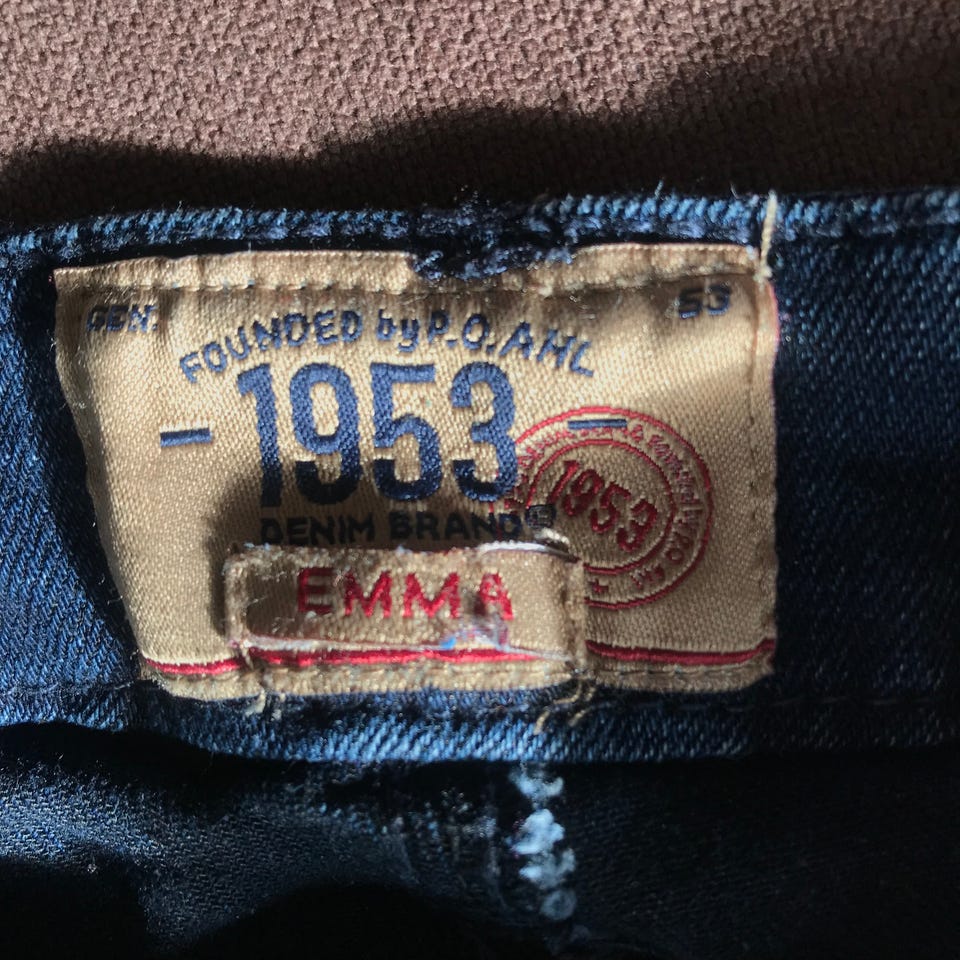 GEN. 53
FOUNDED by P.O. AHL
- 1953 -
DENIM BRAND®
1953
EMMA